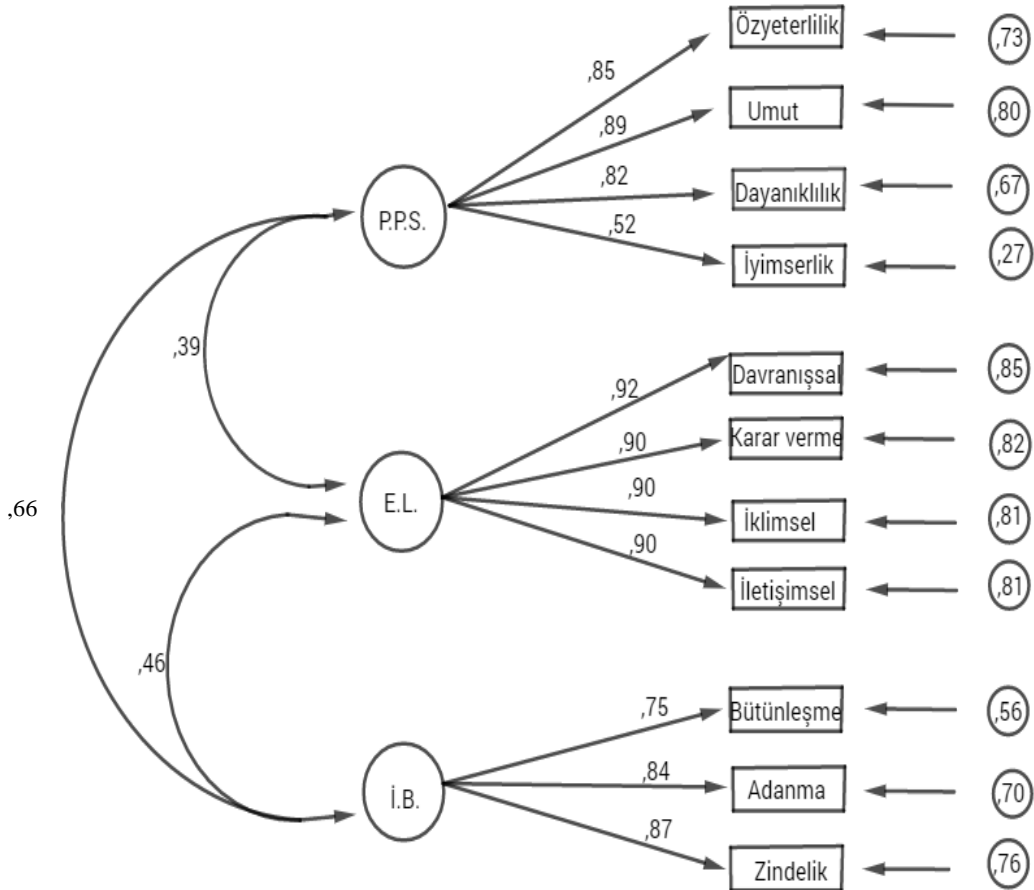 Özyeterlilik
,73
,85
Umut
,80
,89
P.P.S.
,82
Dayanıklılık
,67
,52
İyimserlik
,27
,39
Davranışsal
,85
,92
Karar verme
,82
,90
,66
E.L.
,90
İklimsel
,81
,90
İletişimsel
,81
,46
Bütünleşme
,56
,75
İ.B.
,84
Adanma
,70
,87
Zindelik
,76